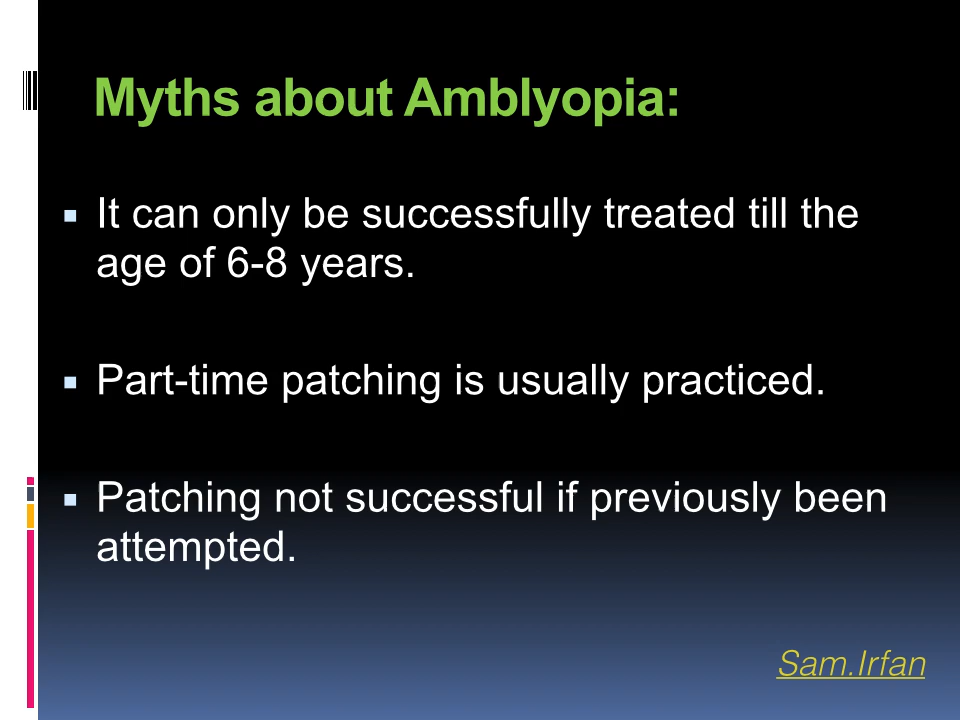 Myths about Amblyopia:
It can only be successfully treated till the
age of 6-8 years.
Part-time patching is usually practiced.
Patching not successful if previously been
attempted.
Sam.Irfan